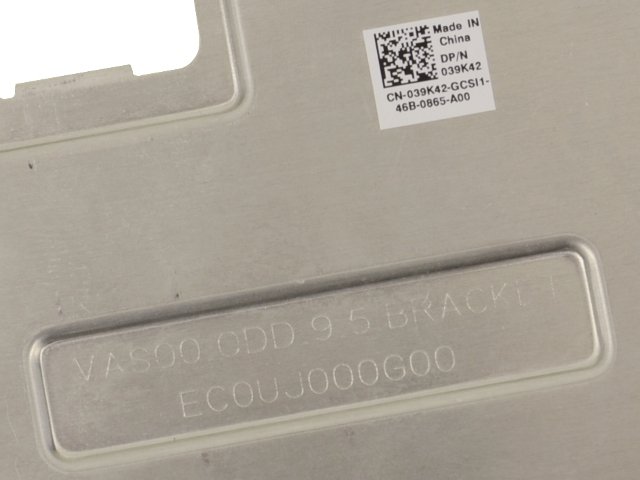 Made IN
China
DP/N
039K42
CN-039K42-GCSI1-
46B-0865-A00
VAS00 ODD 9.5 BRACKET
EC0UJ000G00